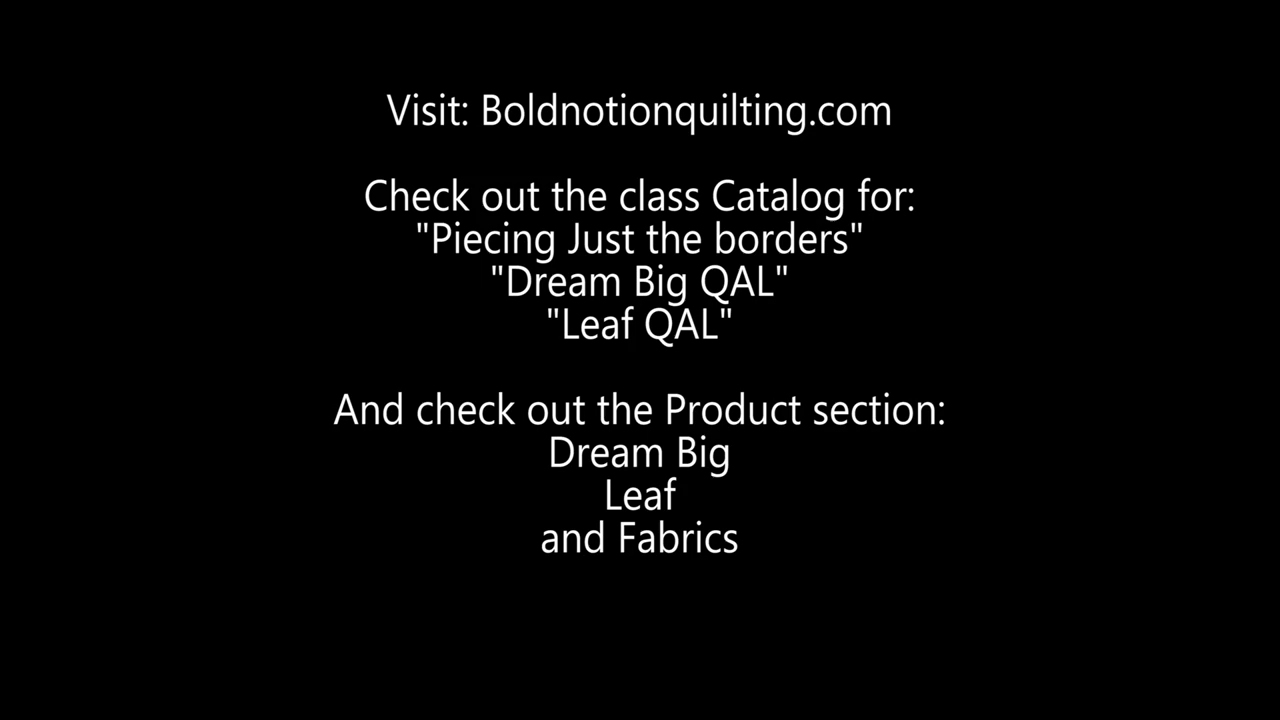 Visit: Boldnotionquilting.com
Check out the class Catalog for:
"Piecing Just the borders"
"Dream Big QAL"
"Leaf QAL"
And check out the Product section:
Dream Big
Leaf
and Fabrics